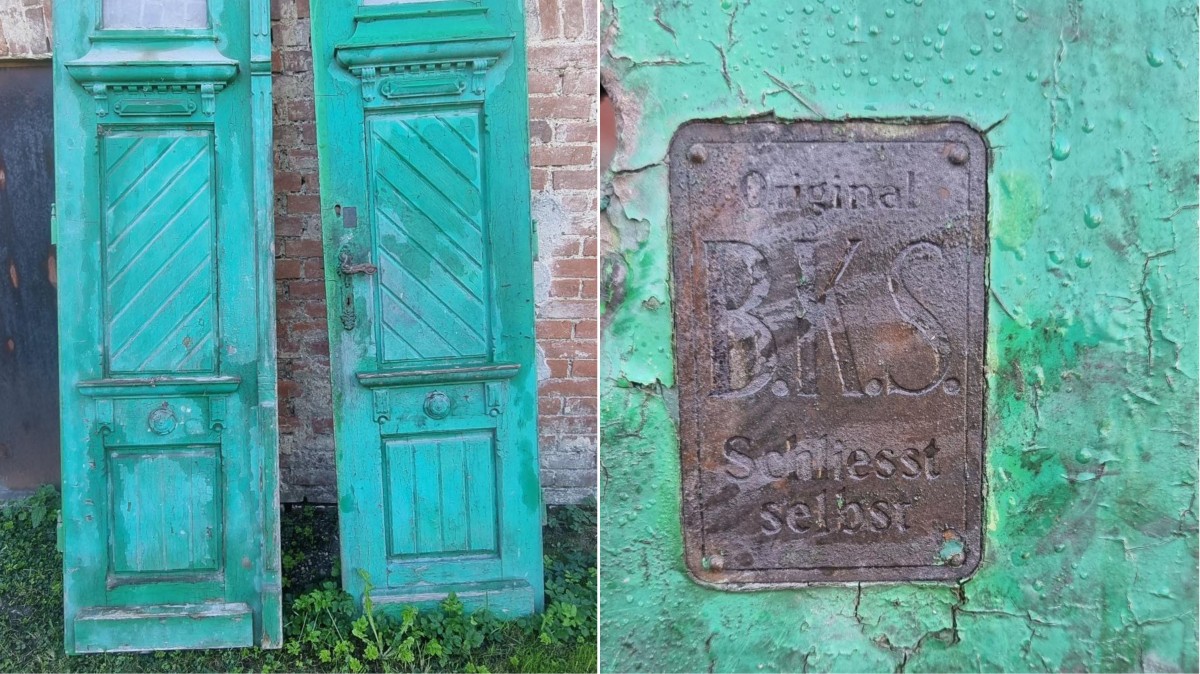 Original
B.K.S.
Schliesst
selbst